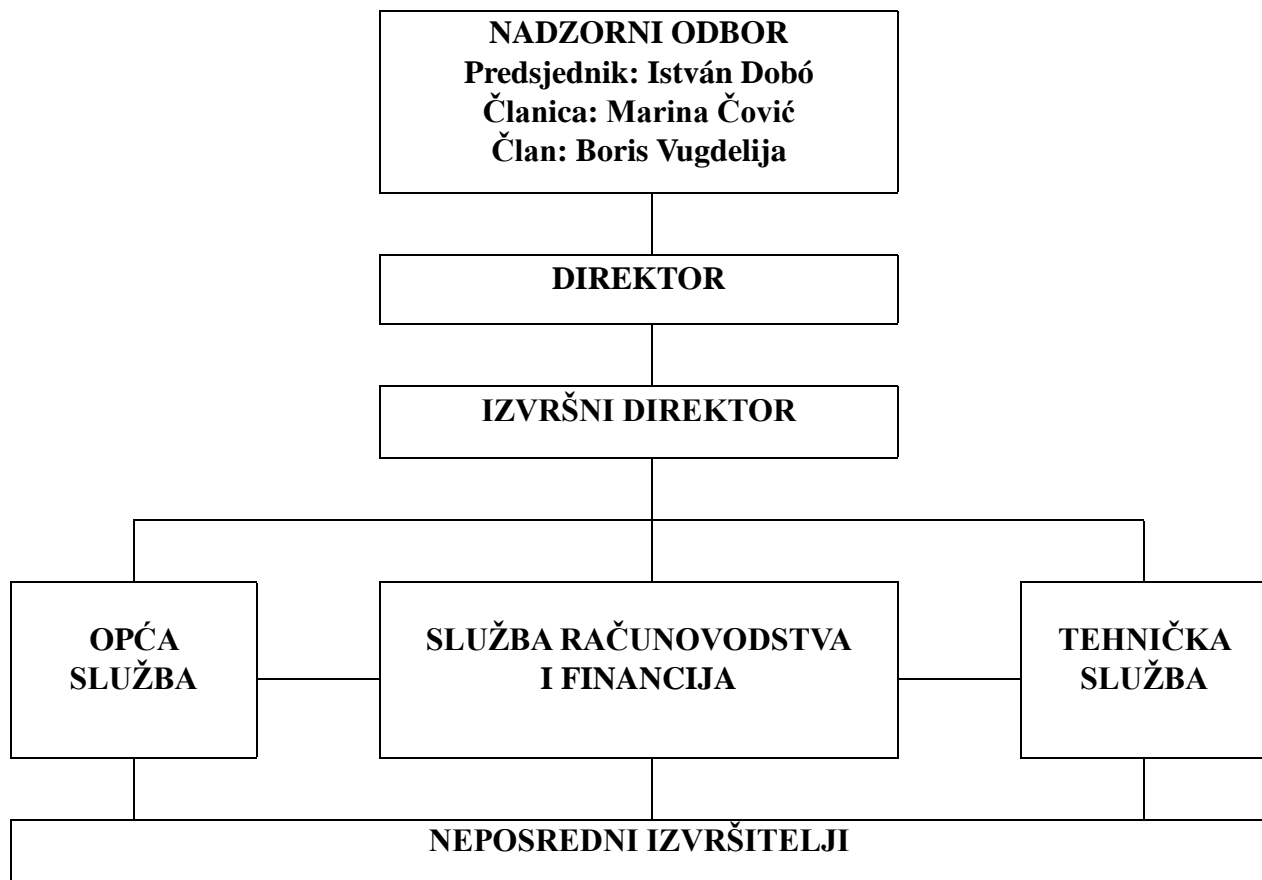 NADZORNI ODBOR
Predsjednik: István Dobó
Članica: Marina Čović
Član: Boris Vugdelija
DIREKTOR
IZVRŠNI DIREKTOR
OPĆA
SLUŽBA
SLUŽBA RAČUNOVODSTVA
I FINANCIJA
TEHNIČKA
SLUŽBA
NEPOSREDNI IZVRŠITELJI